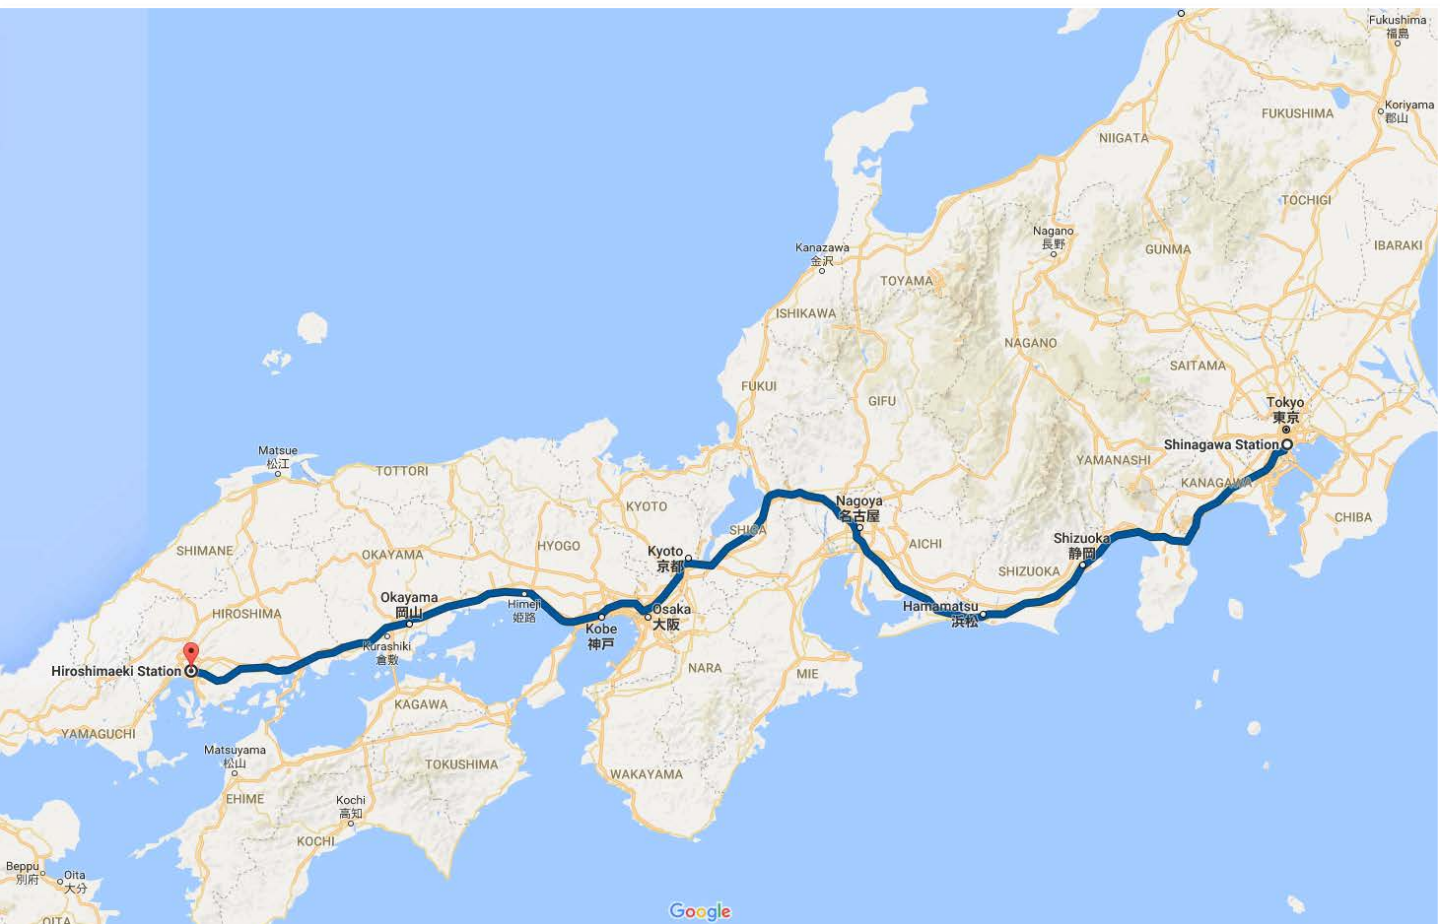 Fukushima
福島
Koriyama
郡山
FUKUSHIMA
NIIGATA
TOCHIGI
Nagano
長野
IBARAKI
GUNMA
Kanazawa
金沢
TOYAMA
ISHIKAWA
NAGANO
SAITAMA
FUKUI
GIFU
Tokyo
東京
Shinagawa Station
Matsue
松江
YAMANASHI
TOTTORI
KANAGAWA
Nagoya
名古屋
KYOTO
CHIBA
SHIGA
Shizuoka
静岡
AICHI
HYOGO
SHIMANE
Kyoto
京都
OKAYAMA
SHIZUOKA
Okayama
岡山
Himeji
姫路
Osaka
大阪
Hamamatsu
浜松
HIROSHIMA
Kobe
神戸
Kurashiki
倉敷
Hiroshimaeki Station
NARA
MIE
KAGAWA
YAMAGUCHI
Matsuyama
松山
TOKUSHIMA
WAKAYAMA
EHIME
Kochi
高知
KOCHI
Beppu
別府
Oita
大分
OITA
Google